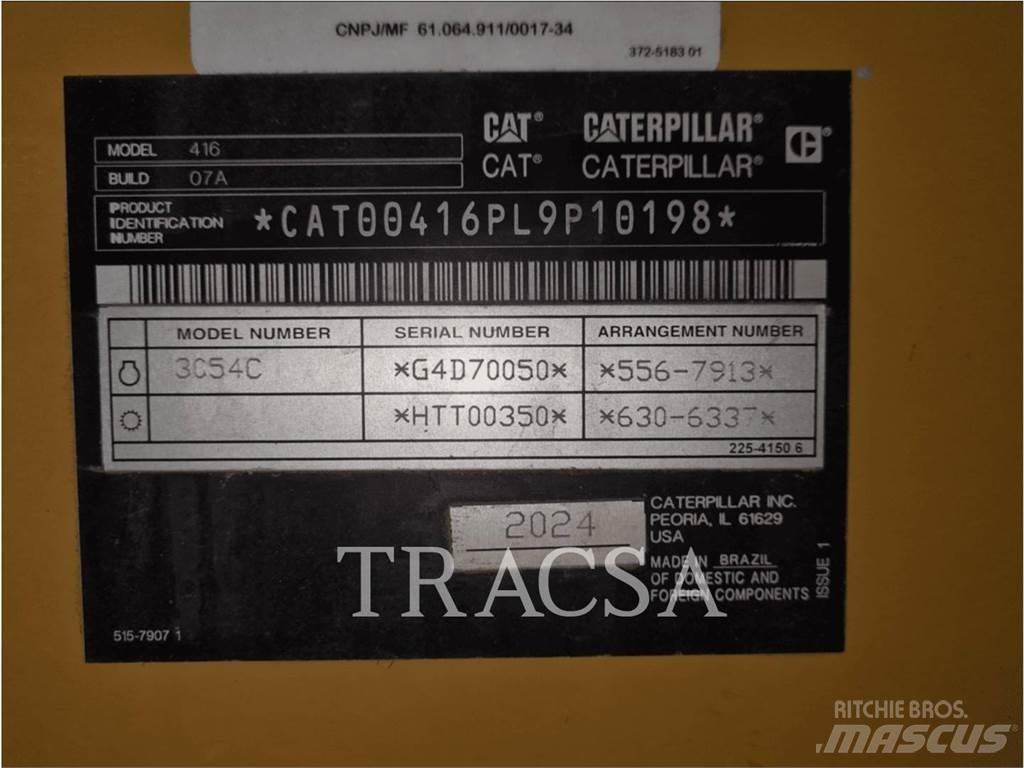 CNPJ/MF 61.064.911/0017-34
372-5183 01
MODEL 416
BUILD 07A
CAT® CATERPILLAR®
CAT® CATERPILLAR®
PRODUCT
IDENTIFICATION
NUMBER
*CAT00416PL9P10198*
MODEL NUMBER SERIAL NUMBER ARRANGEMENT NUMBER
3C54C *G4D70050* *556-7913*
*HTT00350* *630-6337*
225-4150 6
2024
CATERPILLAR INC.
PEORIA, IL 61629
USA
MADE IN BRAZIL
OF DOMESTIC AND
FOREIGN COMPONENTS
ISSUE 1
TRACSA
515-7907 1
RITCHIE BROS.
MASCUS